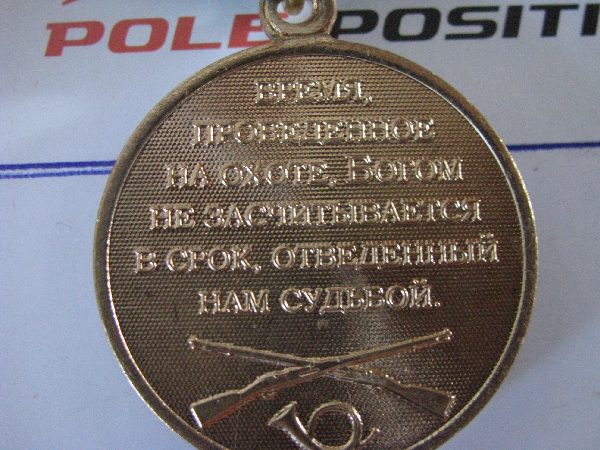 POLE POSITI
ВРЕМЯ,
ПРОВЕДЕННОЕ
НА ОХОТЕ, БОГОМ
НЕ ЗАСЧИТЫВАЕТСЯ
В СРОК, ОТВЕДЕННЫЙ
НАМ СУДЬБОЙ.